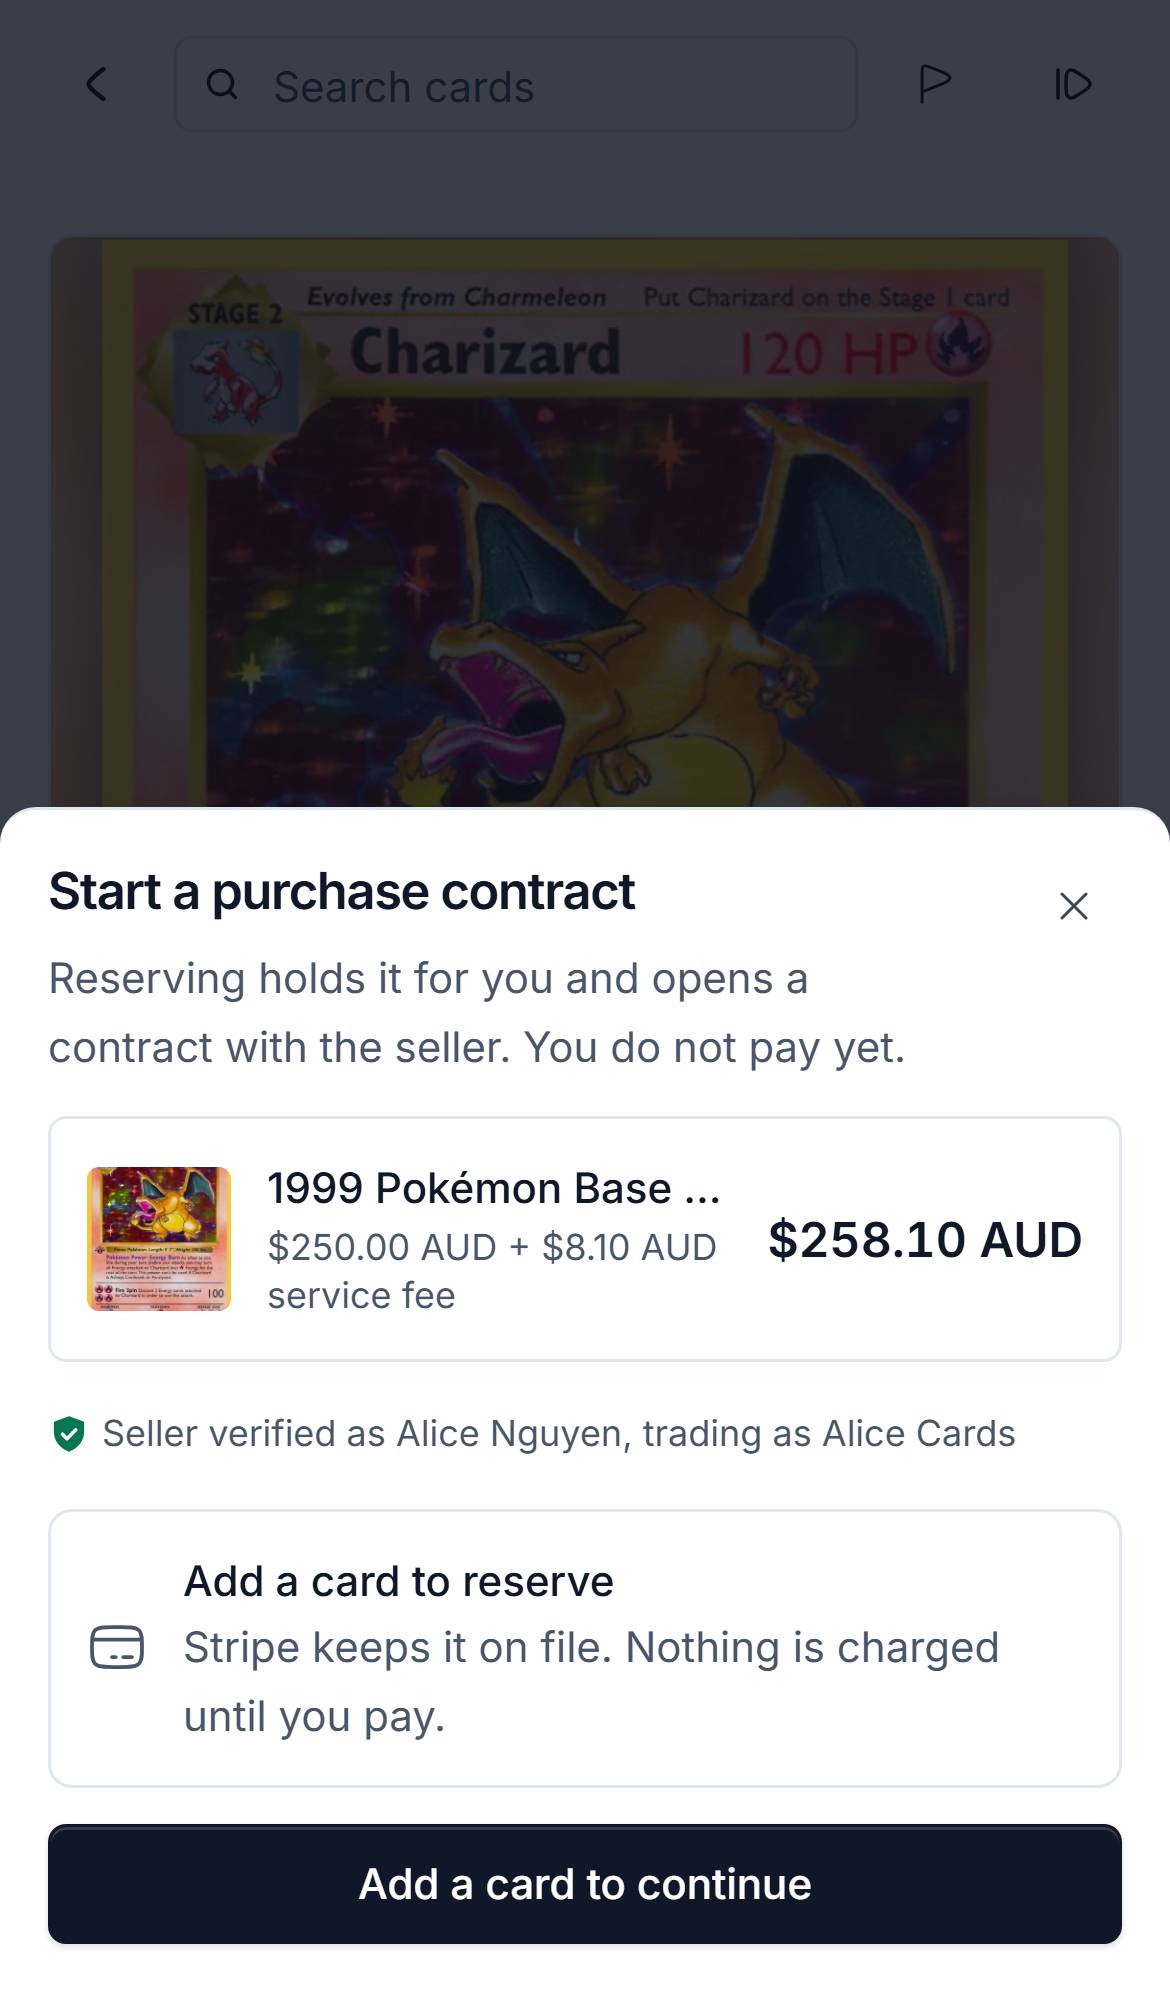 Search cards
STAGE 2
Evolves from Charmeleon
Put Charizard on the Stage 1 card
Charizard
120 HP
Start a purchase contract
Reserving holds it for you and opens a
contract with the seller. You do not pay yet.
1999 Pokémon Base ...
$250.00 AUD + $8.10 AUD
service fee
$258.10 AUD
100
Seller verified as Alice Nguyen, trading as Alice Cards
Add a card to reserve
Stripe keeps it on file. Nothing is charged
until you pay.
Add a card to continue